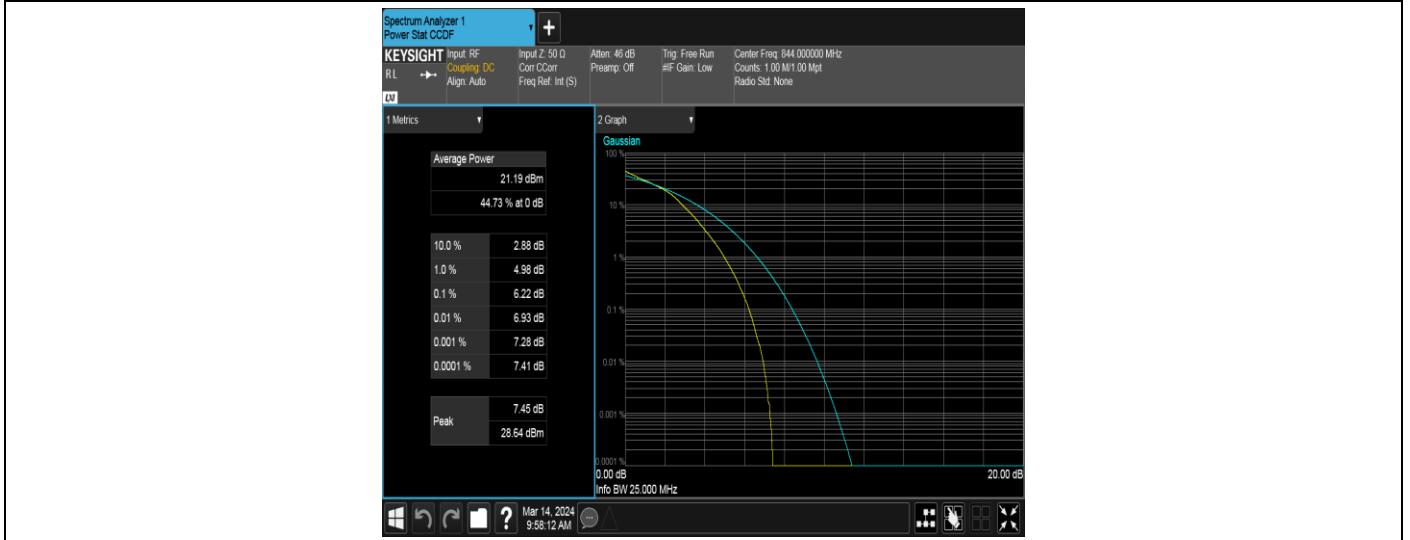 Spectrum Analyzer 1
Power Stat CCDF
+
KEYSIGHT
RL
LXI
Input: RF
Coupling: DC
Align: Auto
Input Z: 50 Ω
Corr CCorr
Freq Ref: Int (S)
Atten: 46 dB
Preamp: Off
Trig: Free Run
#IF Gain: Low
Center Freq: 844.000000 MHz
Counts: 1.00 M/1.00 Mpt
Radio Std: None
1 Metrics
Average Power
21.19 dBm
44.73 % at 0 dB
10.0 % 2.88 dB
1.0 % 4.98 dB
0.1 % 6.22 dB
0.01 % 6.93 dB
0.001 % 7.28 dB
0.0001 % 7.41 dB
Peak
7.45 dB
28.64 dBm
2 Graph
Gaussian
100 %
10 %
1 %
0.1 %
0.01 %
0.001 %
0.0001 %
0.00 dB
20.00 dB
Info BW 25.000 MHz
?
Mar 14, 2024
9:58:12 AM